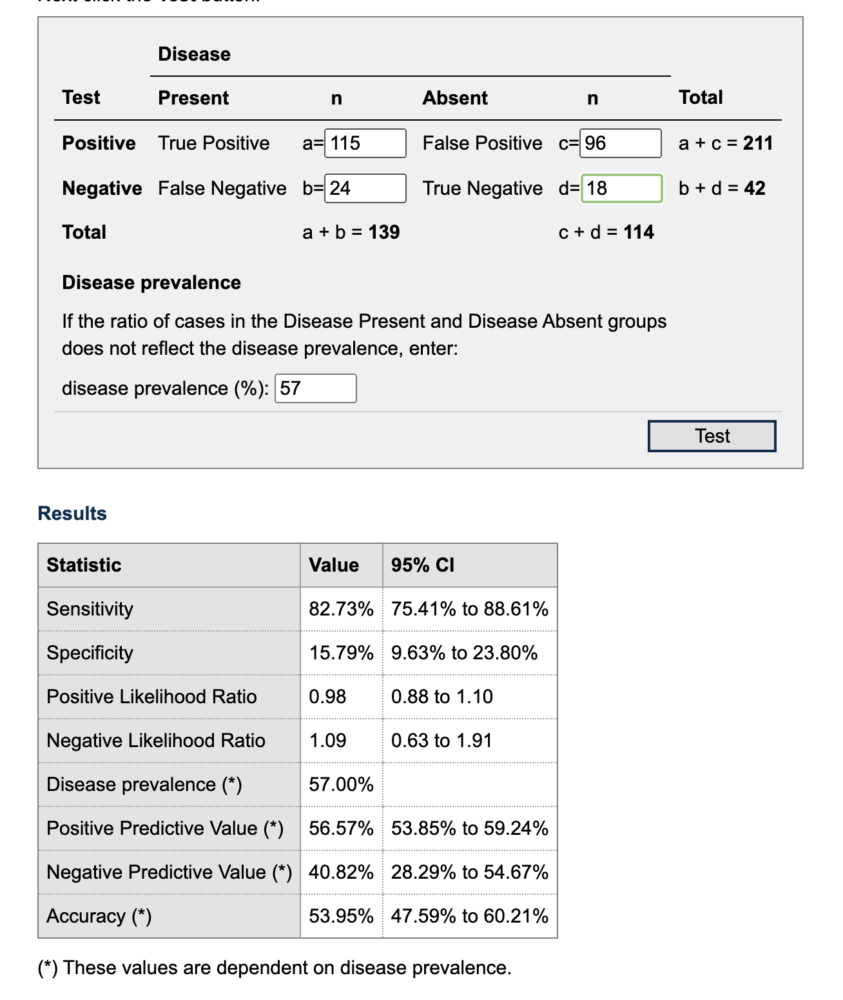 Next click the Test button.
Disease
Test Present n Absent n Total
Positive True Positive a= 115 False Positive c= 96 a + c = 211
Negative False Negative b= 24 True Negative d= 18 b + d = 42
Total a + b = 139 c + d = 114
Disease prevalence
If the ratio of cases in the Disease Present and Disease Absent groups
does not reflect the disease prevalence, enter:
disease prevalence (%): 57
Test
Results
Statistic Value 95% CI
Sensitivity 82.73% 75.41% to 88.61%
Specificity 15.79% 9.63% to 23.80%
Positive Likelihood Ratio 0.98 0.88 to 1.10
Negative Likelihood Ratio 1.09 0.63 to 1.91
Disease prevalence (*) 57.00%
Positive Predictive Value (*) 56.57% 53.85% to 59.24%
Negative Predictive Value (*) 40.82% 28.29% to 54.67%
Accuracy (*) 53.95% 47.59% to 60.21%
(*) These values are dependent on disease prevalence.